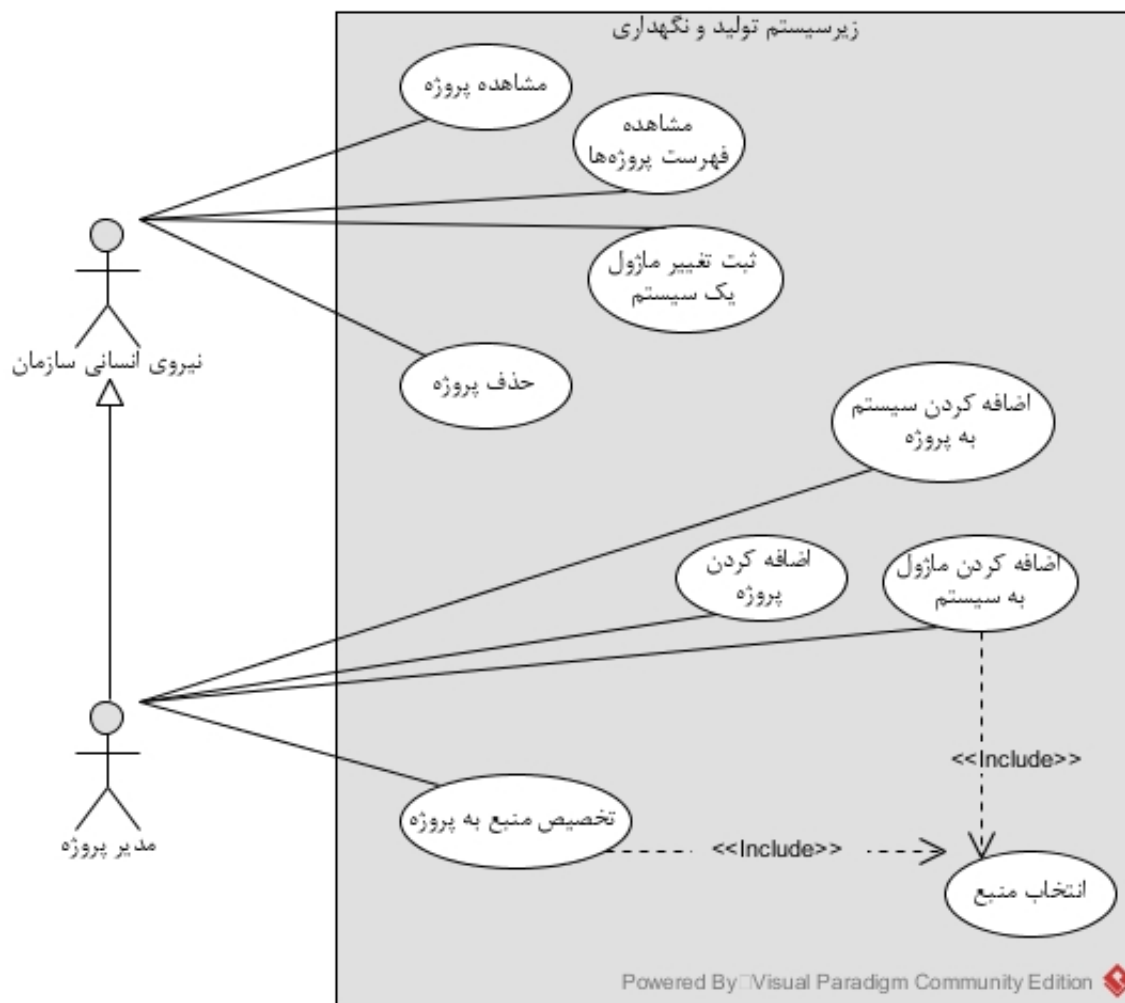 زیرسیستم تولید و نگهداری
مشاهده پروژه
مشاهده
فهرست پروژه‌ها
ثبت تغییر ماژول
یک سیستم
نیروی انسانی سازمان
حذف پروژه
اضافه کردن سیستم
به پروژه
اضافه کردن
پروژه
اضافه کردن ماژول
به سیستم
<<Include>>
تخصیص منبع به پروژه
<<Include>>
مدیر پروژه
انتخاب منبع
Powered By Visual Paradigm Community Edition